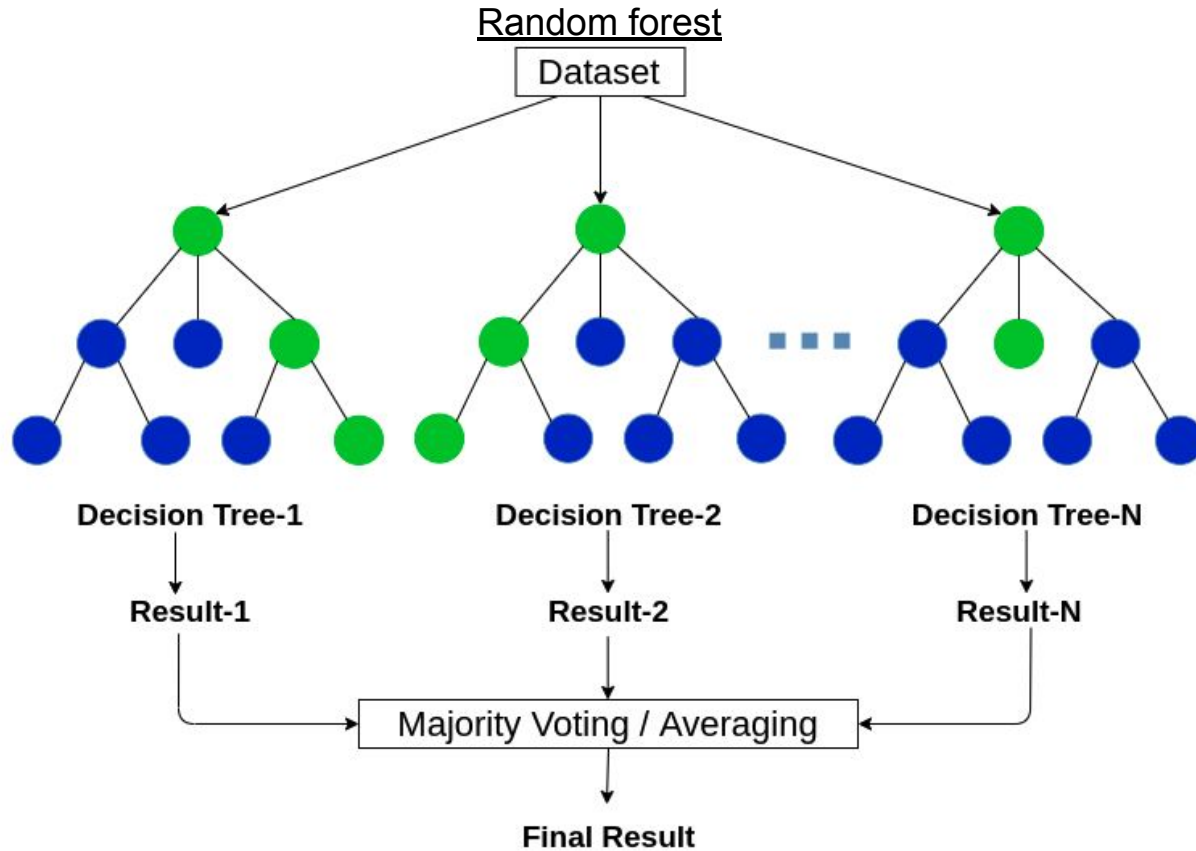 Random forest
Dataset
Decision Tree-1
Decision Tree-2
Decision Tree-N
Result-1
Result-2
Result-N
Majority Voting / Averaging
Final Result